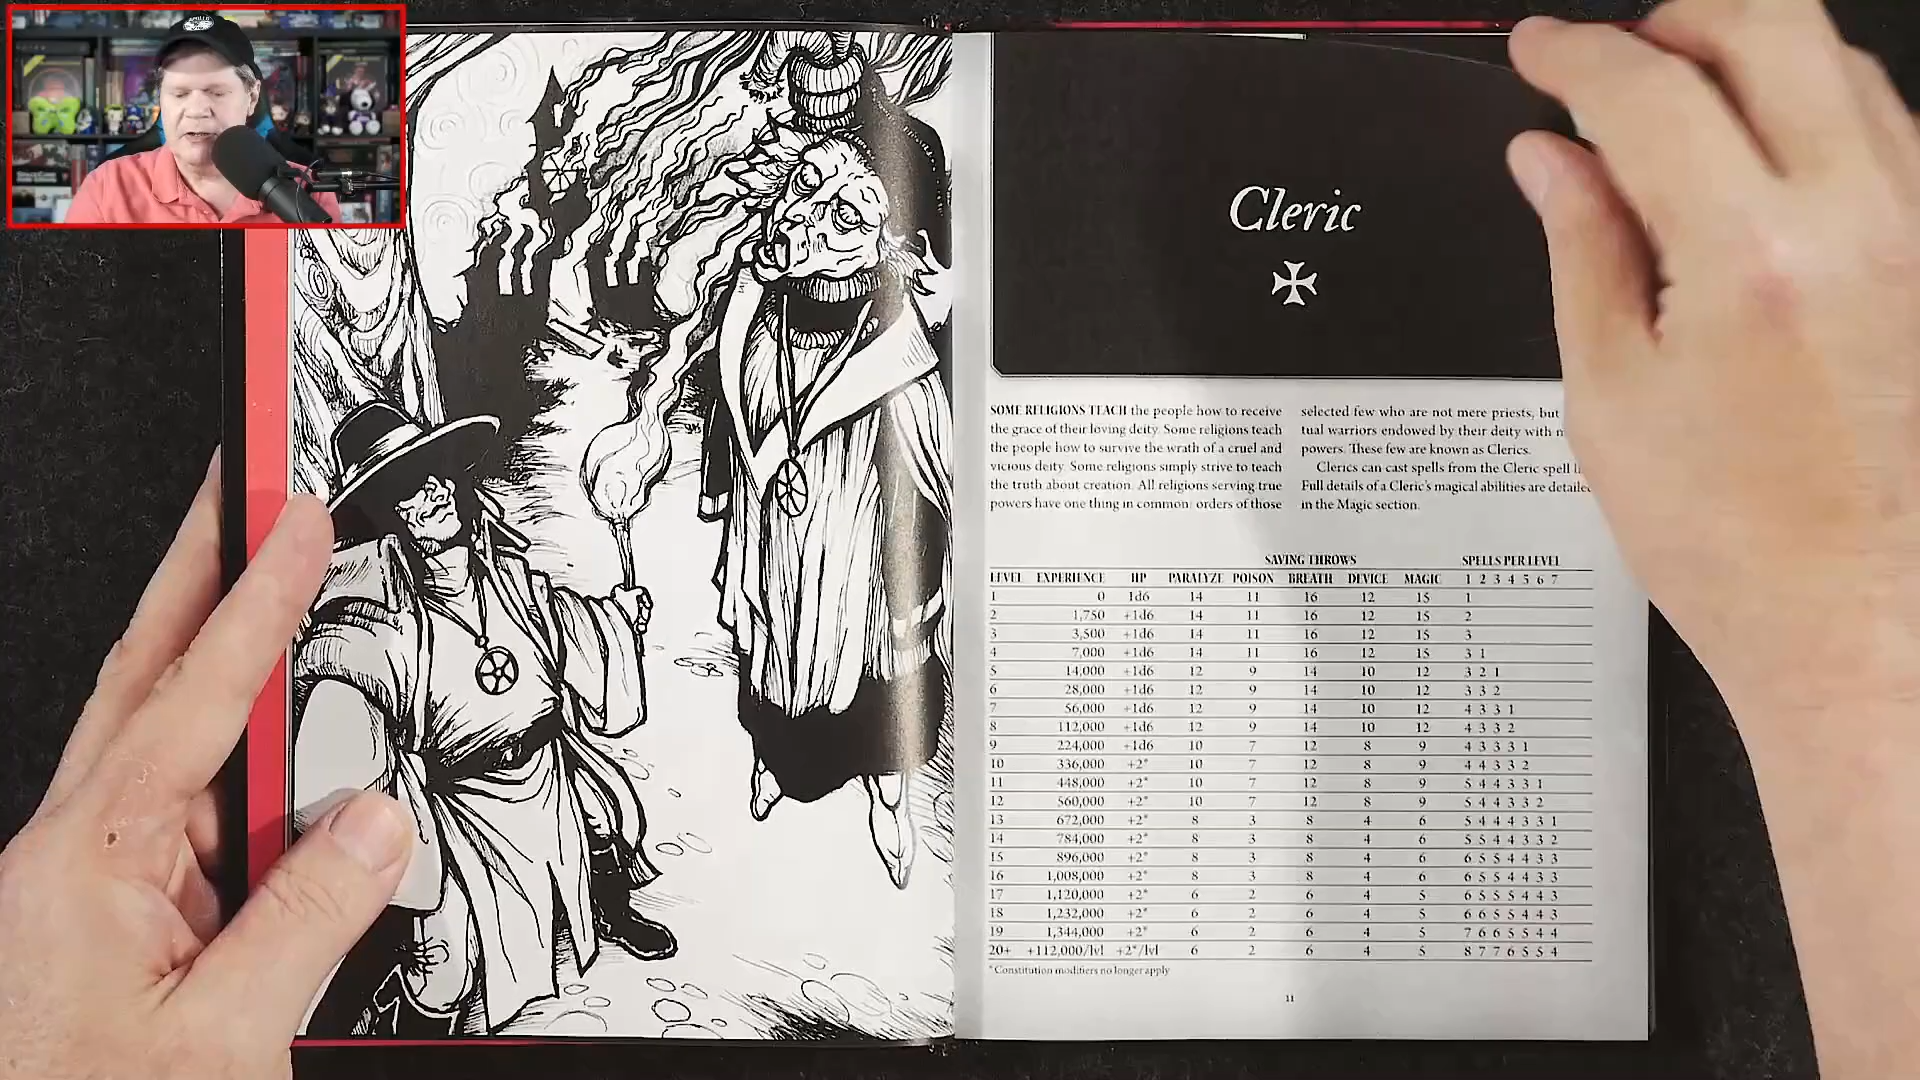 Cleric
SOME RELIGIONS TEACH the people how to receive
the grace of their loving deity. Some religions teach
the people how to survive the wrath of a cruel and
vicious deity. Some religions simply strive to teach
the truth about creation. All religions serving true
powers have one thing in common: orders of those
selected few who are not mere priests, but
tual warriors endowed by their deity with
powers. These few are known as Clerics.
Clerics can cast spells from the Cleric spell
Full details of a Cleric's magical abilities are detailed
in the Magic section.
SAVING THROWS SPELLS PER LEVEL
LEVEL EXPERIENCE HP PARALYZE POISON BREATH DEVICE MAGIC 1 2 3 4 5 6 7
1 0 1d6 14 11 16 12 15 1
2 1,750 +1d6 14 11 16 12 15 2
3 3,500 +1d6 14 11 16 12 15 3
4 7,000 +1d6 14 11 16 12 15 3 1
5 14,000 +1d6 12 9 14 10 12 3 2 1
6 28,000 +1d6 12 9 14 10 12 3 3 2
7 56,000 +1d6 12 9 14 10 12 4 3 3 1
8 112,000 +1d6 12 9 14 10 12 4 3 3 2
9 224,000 +1d6 10 7 12 8 9 4 3 3 3 1
10 336,000 +2* 10 7 12 8 9 4 4 3 3 2
11 448,000 +2* 10 7 12 8 9 5 4 4 3 3 1
12 560,000 +2* 10 7 12 8 9 5 4 4 3 3 2
13 672,000 +2* 8 3 8 4 6 5 4 4 4 3 3 1
14 784,000 +2* 8 3 8 4 6 5 5 4 4 3 3 2
15 896,000 +2* 8 3 8 4 6 6 5 5 4 4 3 3
16 1,008,000 +2* 8 3 8 4 6 6 5 5 4 4 3 3
17 1,120,000 +2* 6 2 6 4 5 6 5 5 5 4 4 3
18 1,232,000 +2* 6 2 6 4 5 6 6 5 5 4 4 3
19 1,344,000 +2* 6 2 6 4 5 7 6 6 5 5 4 4
20+ +112,000/lvl +2*/lvl 6 2 6 4 5 8 7 7 6 5 5 4
*Constitution modifiers no longer apply
11